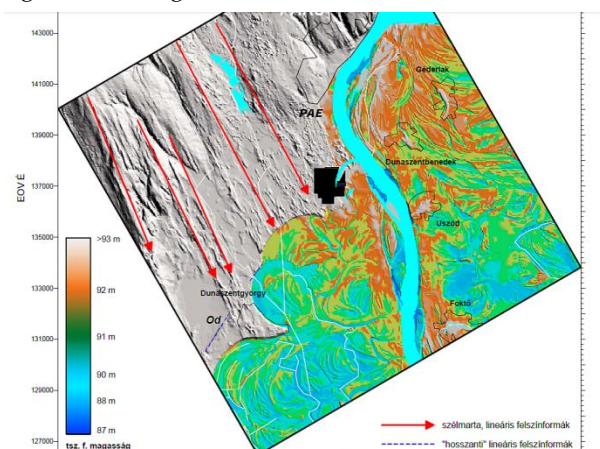 143000
141000
139000
137000
135000
133000
131000
129000
127000
EOV É
PAE
Géderlak
Dunaszentbenedek
Uszód
Foktő
Dunaszentgyörgy
Od
>93 m
92 m
91 m
90 m
88 m
87 m
tsz. f. magasság
szélmarta, lineáris felszínformák
"hosszanti" lineáris felszínformák